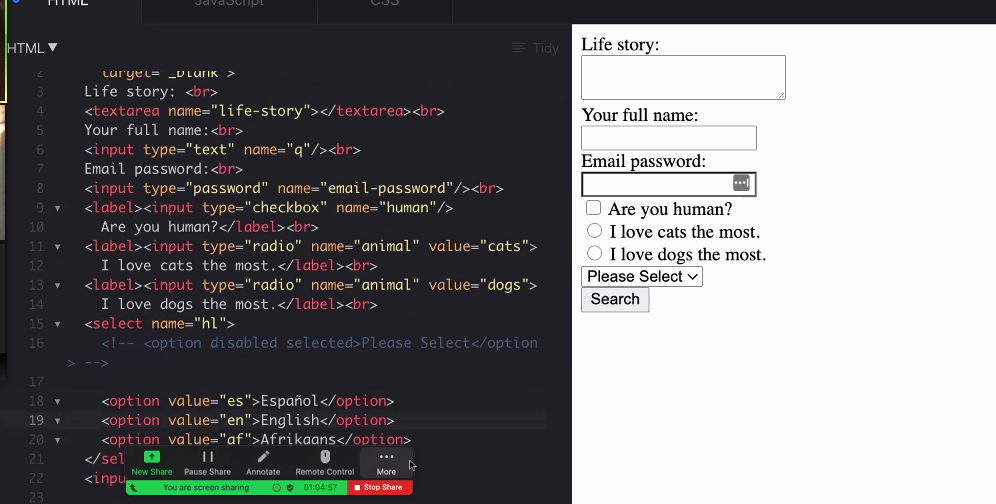 HTML
JavaScript
CSS
HTML ▼
Tidy
2 target="_blank">
3 Life story: <br>
4 <textarea name="life-story"></textarea><br>
5 Your full name:<br>
6 <input type="text" name="q"/><br>
7 Email password:<br>
8 <input type="password" name="email-password"/><br>
9 ▼ <label><input type="checkbox" name="human"/>
10 Are you human?</label><br>
11 ▼ <label><input type="radio" name="animal" value="cats">
12 I love cats the most.</label><br>
13 ▼ <label><input type="radio" name="animal" value="dogs">
14 I love dogs the most.</label><br>
15 ▼ <select name="hl">
16 <!-- <option disabled selected>Please Select</option
> -->
17
18 ▼ <option value="es">Español</option>
19 ▼ <option value="en">English</option>
20 ▼ <option value="af">Afrikaans</option>
21 </sel
22 <inpu
23
New Share Pause Share Annotate Remote Control More
You are screen sharing 01:04:57 Stop Share
Life story:
Your full name:
Email password:
Are you human?
I love cats the most.
I love dogs the most.
Please Select
Search